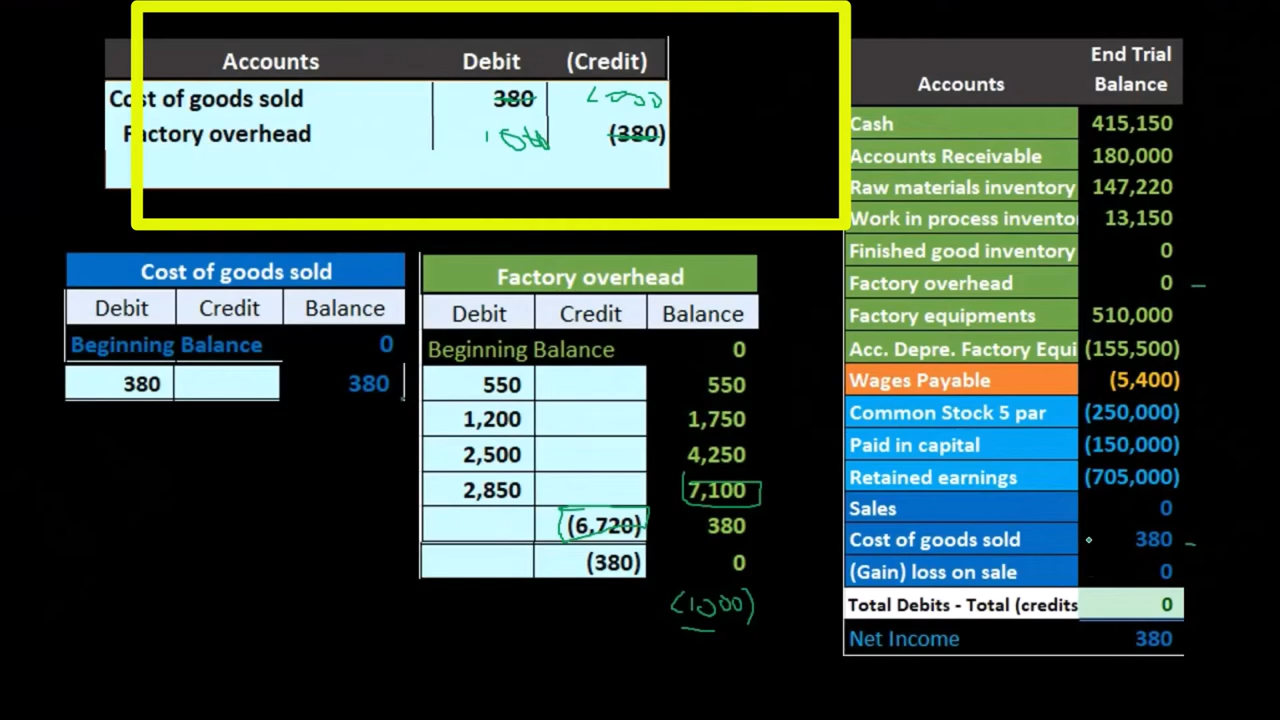 Accounts Debit (Credit)
Cost of goods sold 380 (1000
Factory overhead 1000 (380)
Cost of goods sold
Debit Credit Balance
Beginning Balance 0
380 380
Factory overhead
Debit Credit Balance
Beginning Balance 0
550 550
1,200 1,750
2,500 4,250
2,850 7,100
(6,720) 380
(380) 0
(1000)
Accounts End Trial Balance
Cash 415,150
Accounts Receivable 180,000
Raw materials inventory 147,220
Work in process invento 13,150
Finished good inventory 0
Factory overhead 0
Factory equipments 510,000
Acc. Depre. Factory Equi (155,500)
Wages Payable (5,400)
Common Stock 5 par (250,000)
Paid in capital (150,000)
Retained earnings (705,000)
Sales 0
Cost of goods sold 380
(Gain) loss on sale 0
Total Debits - Total (credits 0
Net Income 380